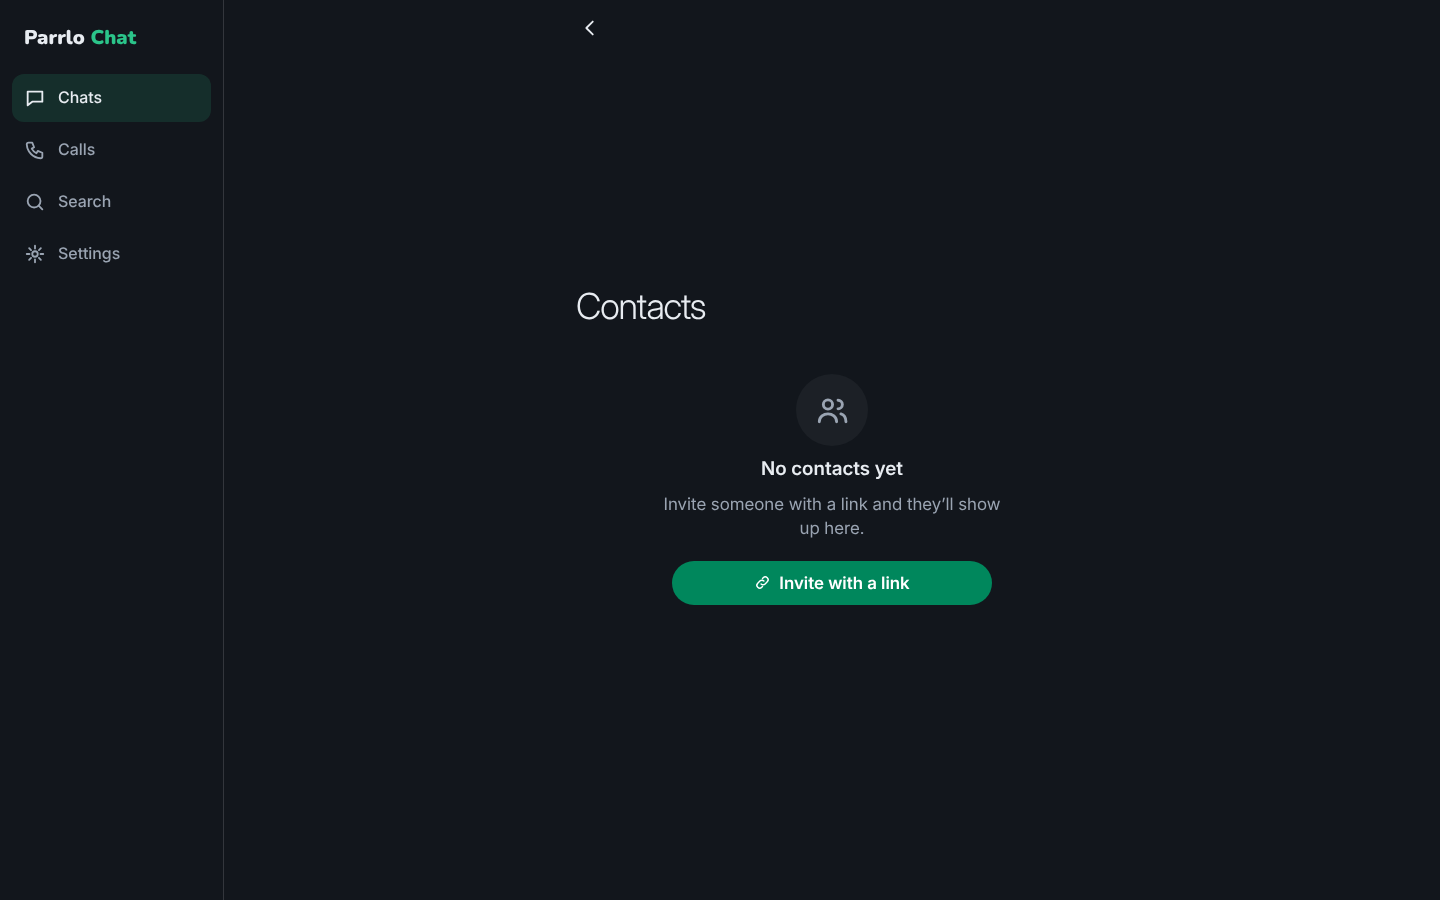 Parrlo Chat
Chats
Calls
Search
Settings
Contacts
No contacts yet
Invite someone with a link and they’ll show
up here.
Invite with a link